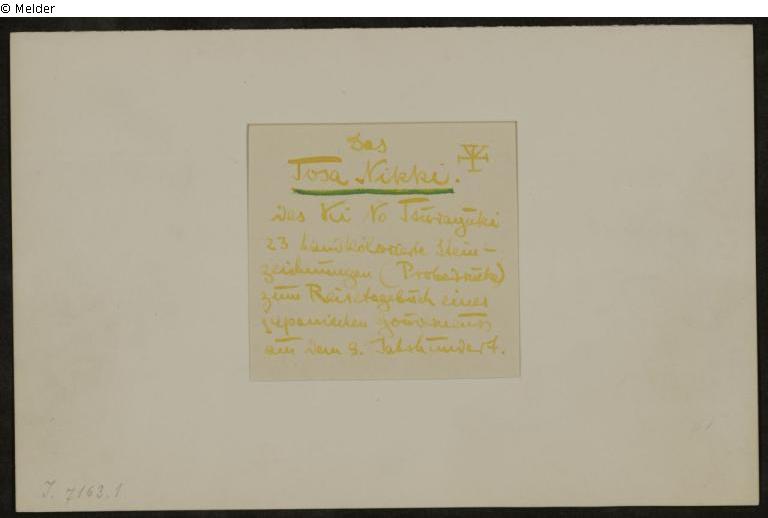 © Melder
Das
Tosa Nikki.
Des Ki No Tsurayuki
23 handkolorierte Stein-
zeichnungen (Probedrucke)
zum Reisetagebuch eines
japanischen Gouverneurs
aus dem 9. Jahrhundert.
J. 7163.1